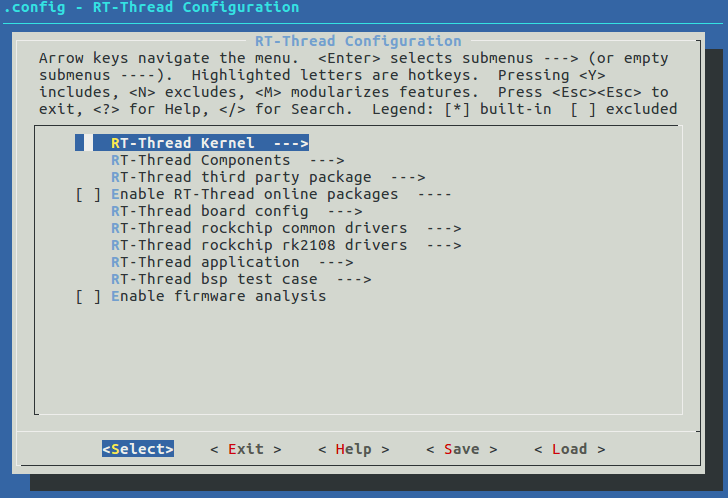 .config - RT-Thread Configuration
RT-Thread Configuration
Arrow keys navigate the menu.  <Enter> selects submenus ---> (or empty
submenus ----).  Highlighted letters are hotkeys.  Pressing <Y>
includes, <N> excludes, <M> modularizes features.  Press <Esc><Esc> to
exit, <?> for Help, </> for Search.  Legend: [*] built-in  [ ] excluded
RT-Thread Kernel  --->
RT-Thread Components  --->
RT-Thread third party package  --->
[ ] Enable RT-Thread online packages  ----
RT-Thread board config  --->
RT-Thread rockchip common drivers  --->
RT-Thread rockchip rk2108 drivers  --->
RT-Thread application  --->
RT-Thread bsp test case  --->
[ ] Enable firmware analysis
<Select>    < Exit >    < Help >    < Save >    < Load >